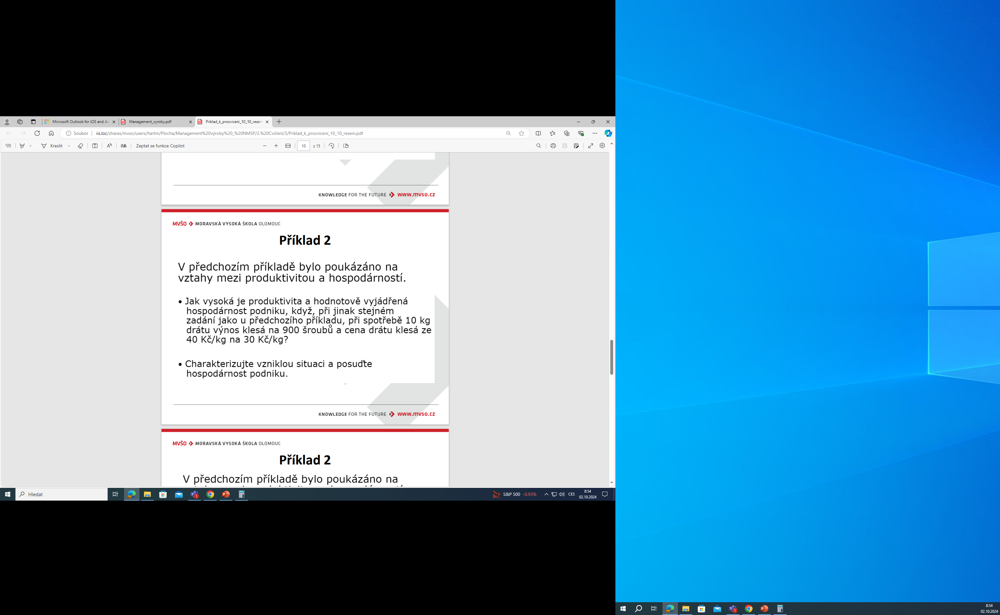 Microsoft Outlook for iOS and An
Management_vyroby.pdf
Priklad_k_procviceni_10_10_reseni
Soubor
iis.loc/shares/mvso/users/hartm/Plocha/Management%20výroby%20_%20NMSP/2.%20Cvičení/3/Priklad_k_procviceni_10_10_reseni.pdf
Kreslit
aあ
Zeptat se funkce Copilot
10
z 15
KNOWLEDGE FOR THE FUTURE www.mvso.cz
MVŠO MORAVSKÁ VYSOKÁ ŠKOLA OLOMOUC
Příklad 2
V předchozím příkladě bylo poukázáno na
vztahy mezi produktivitou a hospodárností.
• Jak vysoká je produktivita a hodnotově vyjádřená
hospodárnost podniku, když, při jinak stejném
zadání jako u předchozího příkladu, při spotřebě 10 kg
drátu výnos klesá na 900 šroubů a cena drátu klesá ze
40 Kč/kg na 30 Kč/kg?
• Charakterizujte vzniklou situaci a posuďte
hospodárnost podniku.
KNOWLEDGE FOR THE FUTURE www.mvso.cz
MVŠO MORAVSKÁ VYSOKÁ ŠKOLA OLOMOUC
Příklad 2
V předchozím příkladě bylo poukázáno na
Hledat
S&P 500 -0,93%
CES
8:54
02.10.2024
8:54
02.10.2024